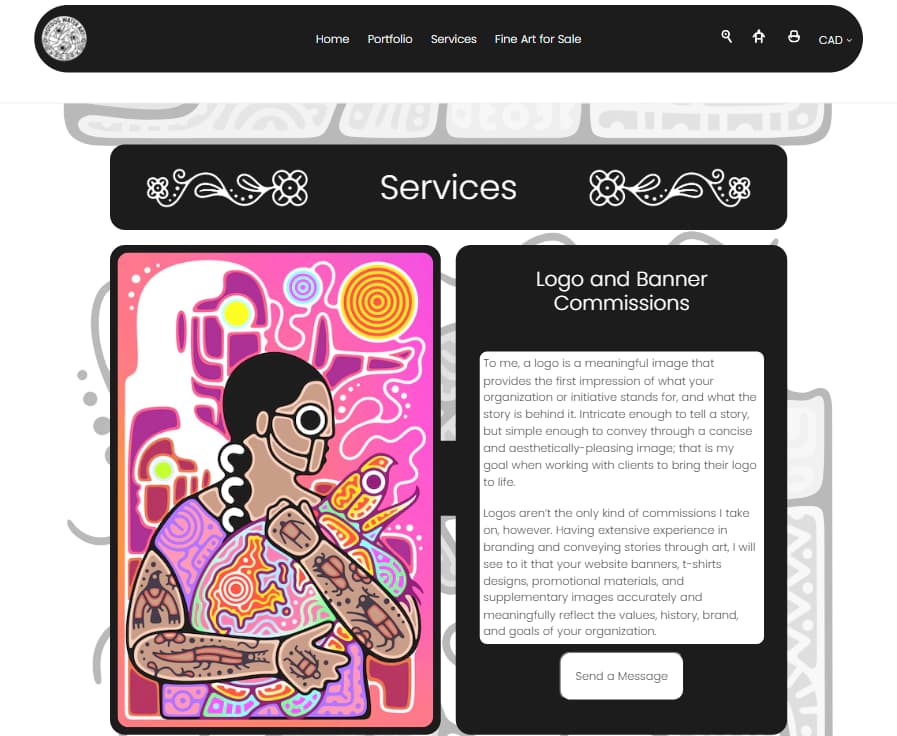 Home Portfolio Services Fine Art for Sale CAD
Services
Logo and Banner
Commissions
To me, a logo is a meaningful image that
provides the first impression of what your
organization or initiative stands for, and what the
story is behind it. Intricate enough to tell a story,
but simple enough to convey through a concise
and aesthetically-pleasing image; that is my
goal when working with clients to bring their logo
to life.
Logos aren't the only kind of commissions I take
on, however. Having extensive experience in
branding and conveying stories through art, I will
see to it that your website banners, t-shirts
designs, promotional materials, and
supplementary images accurately and
meaningfully reflect the values, history, brand,
and goals of your organization.
Send a Message